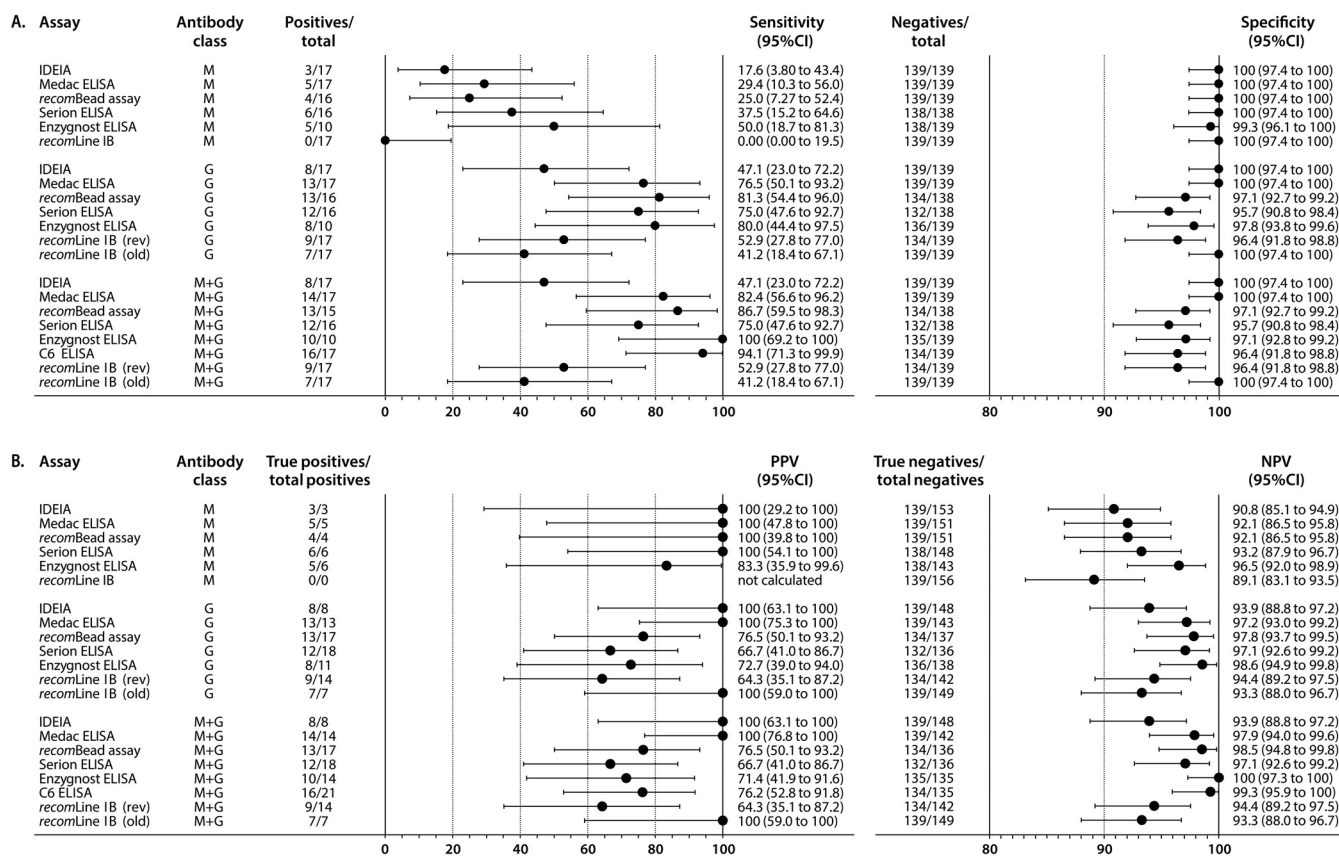 A. Assay Antibody class Positives/ total Sensitivity (95%CI) Negatives/ total Specificity (95%CI)
IDEIA M 3/17 17.6 (3.80 to 43.4) 139/139 100 (97.4 to 100)
Medac ELISA M 5/17 29.4 (10.3 to 56.0) 139/139 100 (97.4 to 100)
recomBead assay M 4/16 25.0 (7.27 to 52.4) 139/139 100 (97.4 to 100)
Serion ELISA M 6/16 37.5 (15.2 to 64.6) 138/138 100 (97.4 to 100)
Enzygnost ELISA M 5/10 50.0 (18.7 to 81.3) 138/139 99.3 (96.1 to 100)
recomLine IB M 0/17 0.00 (0.00 to 19.5) 139/139 100 (97.4 to 100)
IDEIA G 8/17 47.1 (23.0 to 72.2) 139/139 100 (97.4 to 100)
Medac ELISA G 13/17 76.5 (50.1 to 93.2) 139/139 100 (97.4 to 100)
recomBead assay G 13/16 81.3 (54.4 to 96.0) 134/138 97.1 (92.7 to 99.2)
Serion ELISA G 12/16 75.0 (47.6 to 92.7) 132/138 95.7 (90.8 to 98.4)
Enzygnost ELISA G 8/10 80.0 (44.4 to 97.5) 136/139 97.8 (93.8 to 99.6)
recomLine IB (rev) G 9/17 52.9 (27.8 to 77.0) 134/139 96.4 (91.8 to 98.8)
recomLine IB (old) G 7/17 41.2 (18.4 to 67.1) 139/139 100 (97.4 to 100)
IDEIA M+G 8/17 47.1 (23.0 to 72.2) 139/139 100 (97.4 to 100)
Medac ELISA M+G 14/17 82.4 (56.6 to 96.2) 139/139 100 (97.4 to 100)
recomBead assay M+G 13/15 86.7 (59.5 to 98.3) 134/138 97.1 (92.7 to 99.2)
Serion ELISA M+G 12/16 75.0 (47.6 to 92.7) 132/138 95.7 (90.8 to 98.4)
Enzygnost ELISA M+G 10/10 100 (69.2 to 100) 135/139 97.1 (92.8 to 99.2)
C6 ELISA M+G 16/17 94.1 (71.3 to 99.9) 134/139 96.4 (91.8 to 98.8)
recomLine IB (rev) M+G 9/17 52.9 (27.8 to 77.0) 134/139 96.4 (91.8 to 98.8)
recomLine IB (old) M+G 7/17 41.2 (18.4 to 67.1) 139/139 100 (97.4 to 100)
0 20 40 60 80 100 80 90 100
B. Assay Antibody class True positives/ total positives PPV (95%CI) True negatives/ total negatives NPV (95%CI)
IDEIA M 3/3 100 (29.2 to 100) 139/153 90.8 (85.1 to 94.9)
Medac ELISA M 5/5 100 (47.8 to 100) 139/151 92.1 (86.5 to 95.8)
recomBead assay M 4/4 100 (39.8 to 100) 139/151 92.1 (86.5 to 95.8)
Serion ELISA M 6/6 100 (54.1 to 100) 138/148 93.2 (87.9 to 96.7)
Enzygnost ELISA M 5/6 83.3 (35.9 to 99.6) 138/143 96.5 (92.0 to 98.9)
recomLine IB M 0/0 not calculated 139/156 89.1 (83.1 to 93.5)
IDEIA G 8/8 100 (63.1 to 100) 139/148 93.9 (88.8 to 97.2)
Medac ELISA G 13/13 100 (75.3 to 100) 139/143 97.2 (93.0 to 99.2)
recomBead assay G 13/17 76.5 (50.1 to 93.2) 134/137 97.8 (93.7 to 99.5)
Serion ELISA G 12/18 66.7 (41.0 to 86.7) 132/136 97.1 (92.6 to 99.2)
Enzygnost ELISA G 8/11 72.7 (39.0 to 94.0) 136/138 98.6 (94.9 to 99.8)
recomLine IB (rev) G 9/14 64.3 (35.1 to 87.2) 134/142 94.4 (89.2 to 97.5)
recomLine IB (old) G 7/7 100 (59.0 to 100) 139/149 93.3 (88.0 to 96.7)
IDEIA M+G 8/8 100 (63.1 to 100) 139/148 93.9 (88.8 to 97.2)
Medac ELISA M+G 14/14 100 (76.8 to 100) 139/142 97.9 (94.0 to 99.6)
recomBead assay M+G 13/17 76.5 (50.1 to 93.2) 134/136 98.5 (94.8 to 99.8)
Serion ELISA M+G 12/18 66.7 (41.0 to 86.7) 132/136 97.1 (92.6 to 99.2)
Enzygnost ELISA M+G 10/14 71.4 (41.9 to 91.6) 135/135 100 (97.3 to 100)
C6 ELISA M+G 16/21 76.2 (52.8 to 91.8) 134/135 99.3 (95.9 to 100)
recomLine IB (rev) M+G 9/14 64.3 (35.1 to 87.2) 134/142 94.4 (89.2 to 97.5)
recomLine IB (old) M+G 7/7 100 (59.0 to 100) 139/149 93.3 (88.0 to 96.7)
0 20 40 60 80 100 80 90 100